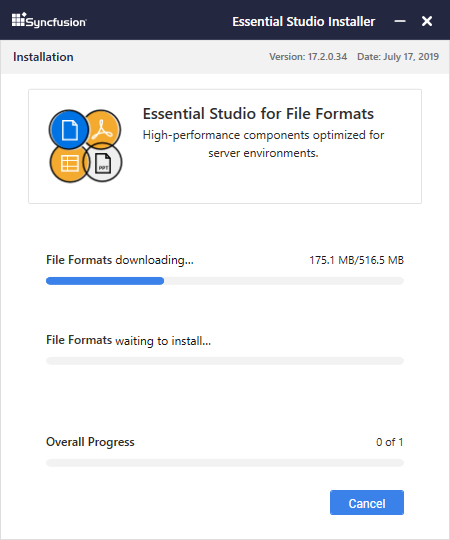 Syncfusion® Essential Studio Installer
Installation Version: 17.2.0.34 Date: July 17, 2019
Essential Studio for File Formats
High-performance components optimized for
server environments.
PPT
File Formats downloading... 175.1 MB/516.5 MB
File Formats waiting to install...
Overall Progress 0 of 1
Cancel